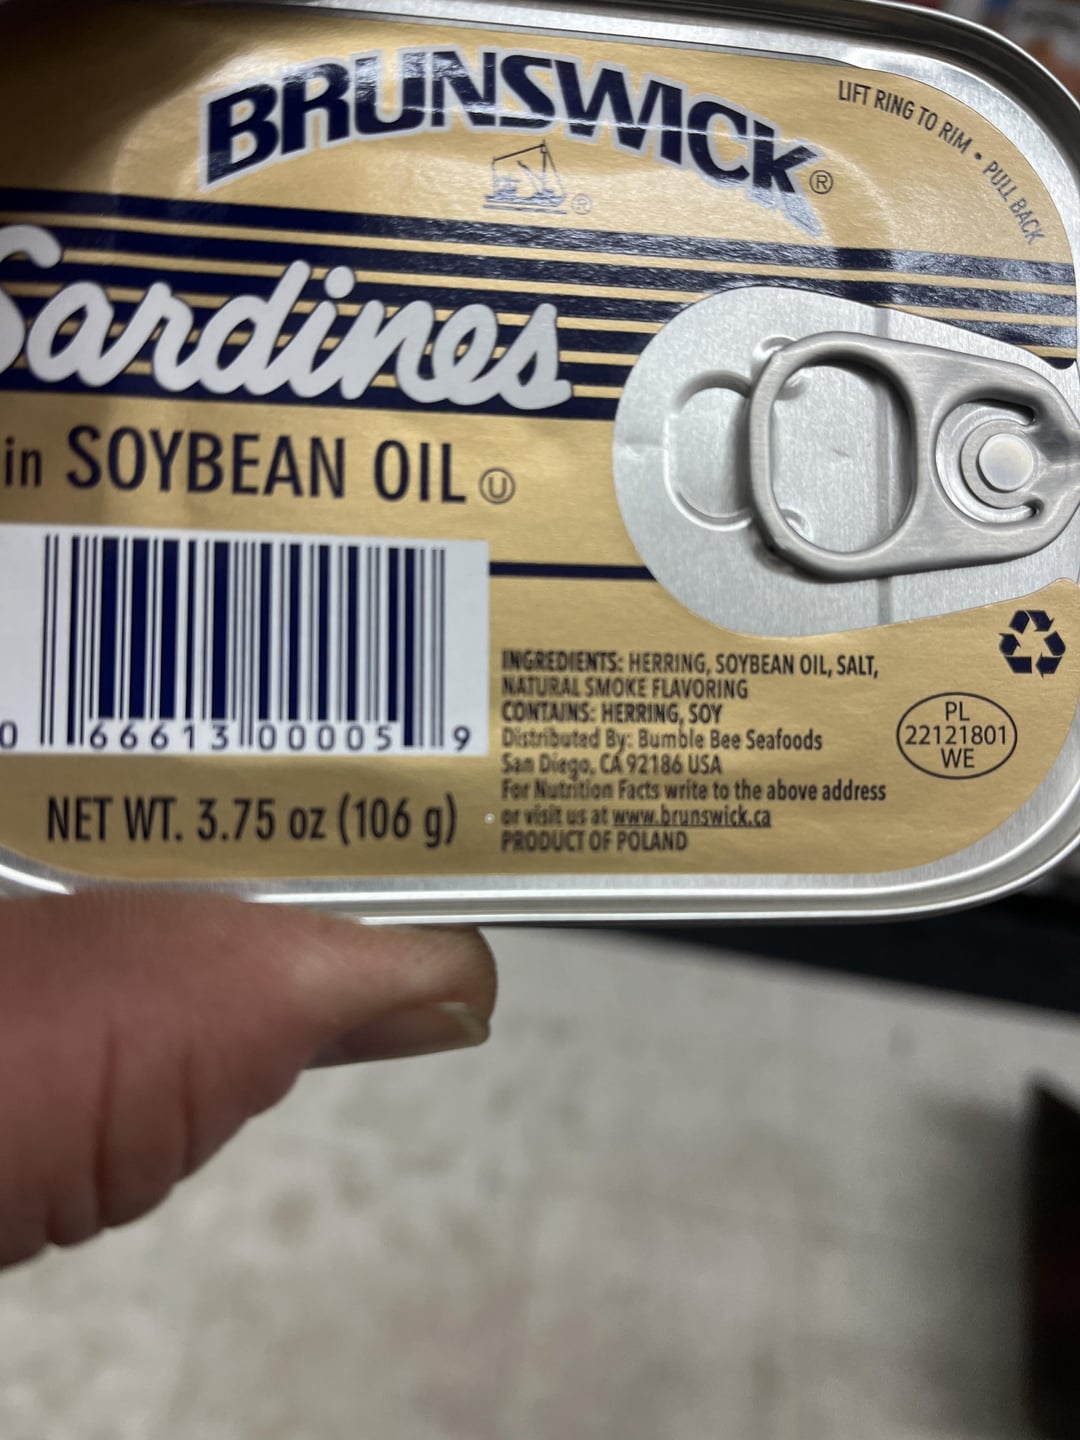 BRUNSWICK®
®
LIFT RING TO RIM • PULL BACK
Sardines
in SOYBEAN OIL Ⓤ
0 66613 00005 9
NET WT. 3.75 oz (106 g)
INGREDIENTS: HERRING, SOYBEAN OIL, SALT,
NATURAL SMOKE FLAVORING
CONTAINS: HERRING, SOY
Distributed By: Bumble Bee Seafoods
San Diego, CA 92186 USA
For Nutrition Facts write to the above address
or visit us at www.brunswick.ca
PRODUCT OF POLAND
PL
22121801
WE